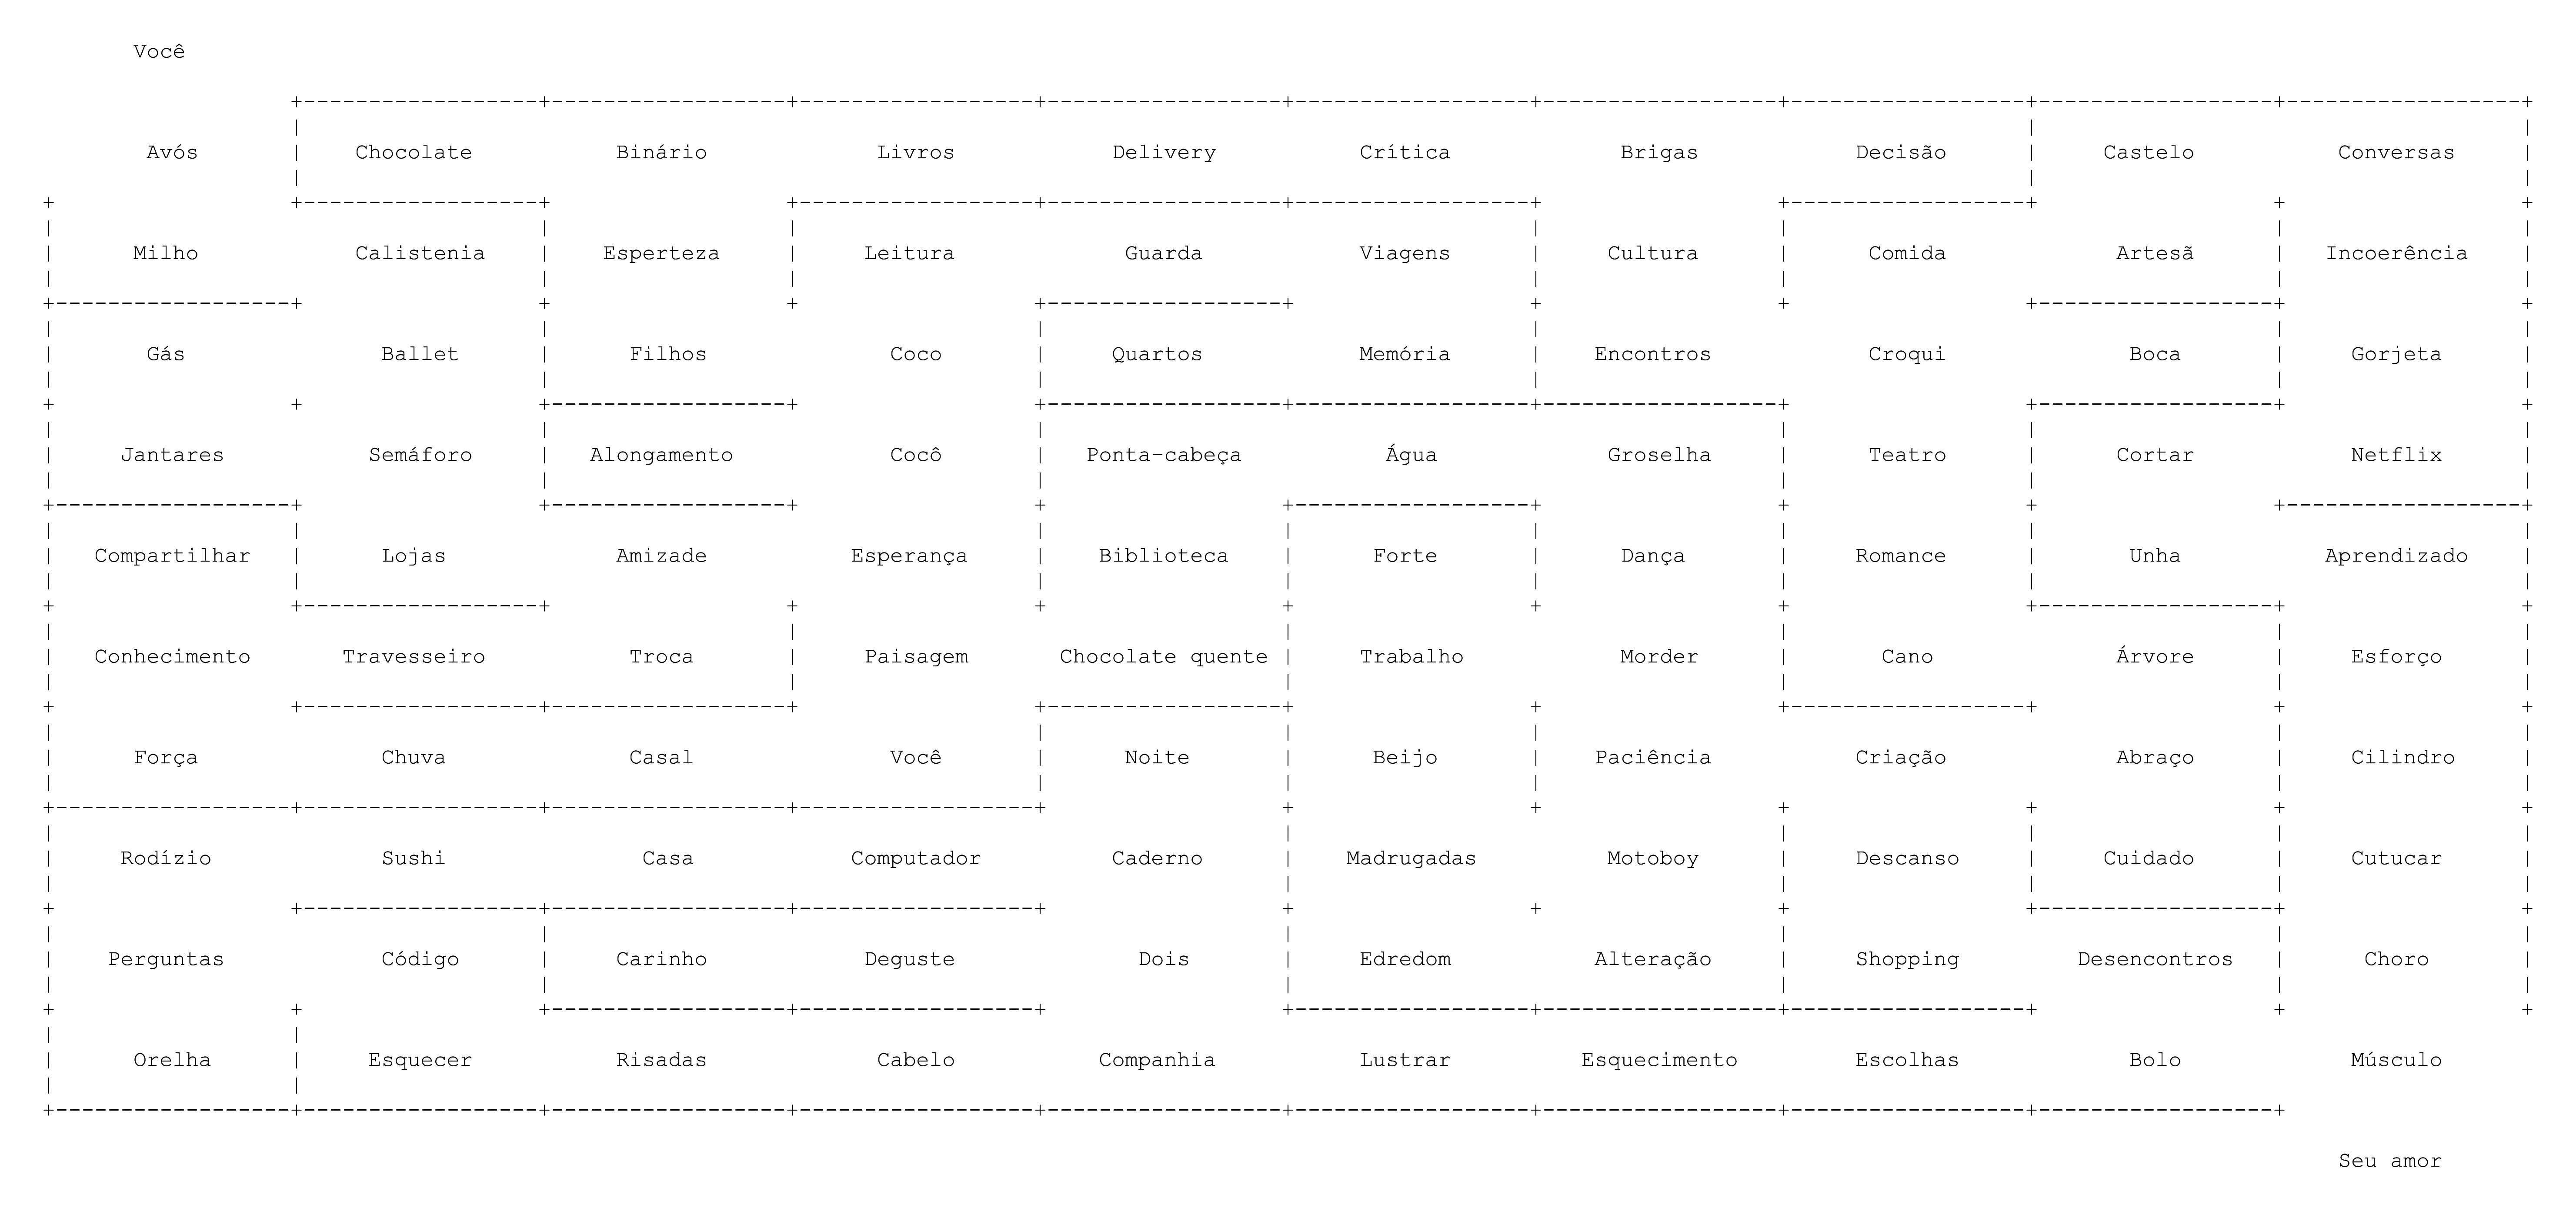 Você
Avós Chocolate Binário Livros Delivery Crítica Brigas Decisão Castelo Conversas
Milho Calistenia Esperteza Leitura Guarda Viagens Cultura Comida Artesã Incoerência
Gás Ballet Filhos Coco Quartos Memória Encontros Croqui Boca Gorjeta
Jantares Semáforo Alongamento Cocô Ponta-cabeça Água Groselha Teatro Cortar Netflix
Compartilhar Lojas Amizade Esperança Biblioteca Forte Dança Romance Unha Aprendizado
Conhecimento Travesseiro Troca Paisagem Chocolate quente Trabalho Morder Cano Árvore Esforço
Força Chuva Casal Você Noite Beijo Paciência Criação Abraço Cilindro
Rodízio Sushi Casa Computador Caderno Madrugadas Motoboy Descanso Cuidado Cutucar
Perguntas Código Carinho Deguste Dois Edredom Alteração Shopping Desencontros Choro
Orelha Esquecer Risadas Cabelo Companhia Lustrar Esquecimento Escolhas Bolo Músculo
Seu amor